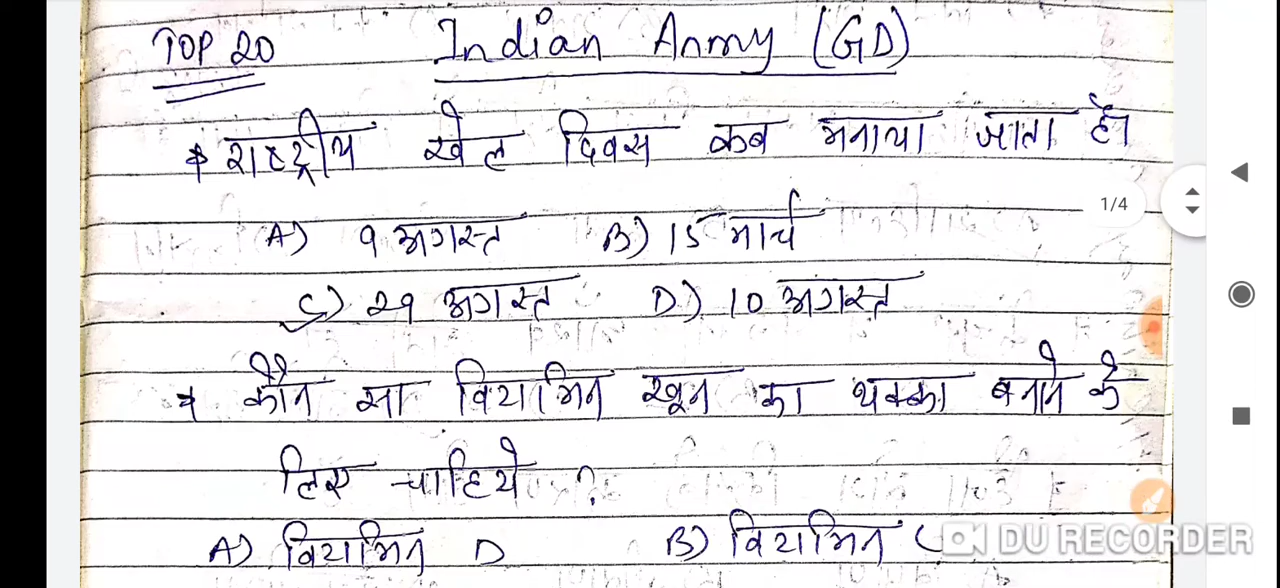 TOP 20 Indian Army (GD)
* राष्ट्रीय खेल दिवस कब मनाया जाता है।
A) 9 अगस्त B) 15 मार्च
1/4
C) 29 अगस्त D) 10 अगस्त
* कौन सा विटामिन खून का थक्का बनाने के
लिए चाहिये ?
A) विटामिन D B) विटामिन C
DU RECORDER